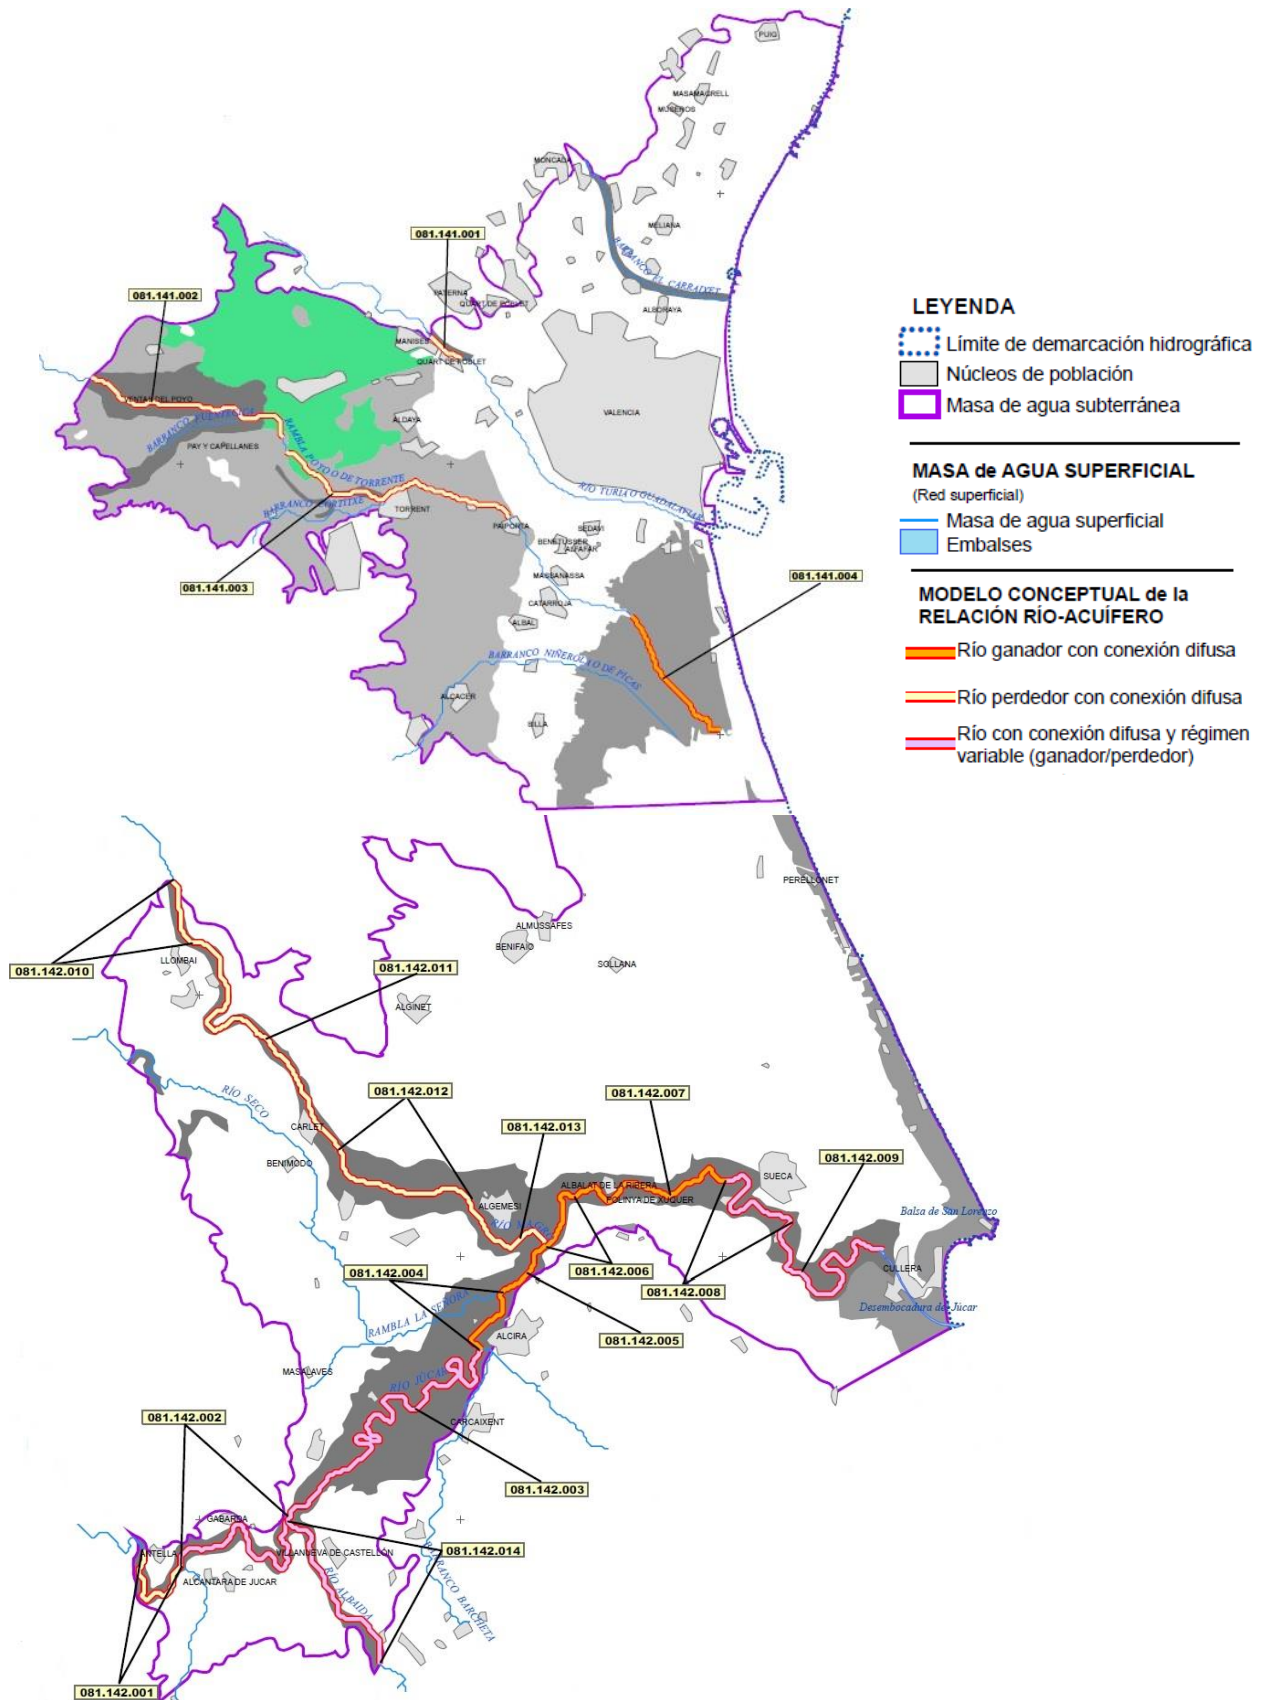 PUIG
MASAMAGRELL
MUSEROS
MONCADA
MELIANA
BARRANCO EL CARRAIXET
ALBORAYA
081.141.001
PATERNA
QUART DE POBLET
MANISES
QUART DE POBLET
081.141.002
VENTAS DEL POYO
ALDAYA
VALENCIA
PAY Y CAPELLANES
RAMBLA POYO O DE TORRENTE
TORRENT
RÍO TURIA O GUADALAVIAR
PAIPORTA
SEDAVI
BENETUSSER
ALFAFAR
MASSANASSA
081.141.003
081.141.004
CATARROJA
ALBAL
BARRANCO NIÑEROLA O DE PICAS
ALCACER
SILLA
LEYENDA
Límite de demarcación hidrográfica
Núcleos de población
Masa de agua subterránea
MASA de AGUA SUPERFICIAL
(Red superficial)
Masa de agua superficial
Embalses
MODELO CONCEPTUAL de la
RELACIÓN RÍO-ACUÍFERO
Río ganador con conexión difusa
Río perdedor con conexión difusa
Río con conexión difusa y régimen
variable (ganador/perdedor)
PERELLONET
ALMUSSAFES
BENIFAIO
SOLLANA
LLOMBAI
081.142.010
081.142.011
ALGINET
RÍO SECO
081.142.012
081.142.007
CARLET
081.142.013
BENIMODO
081.142.009
SUECA
ALBALAT DE LA RIBERA
POLINYA DE XUQUER
ALGEMESI
RÍO MAGRO
Balsa de San Lorenzo
CULLERA
081.142.004
081.142.006
081.142.008
Desembocadura del Júcar
RAMBLA LA SEÑORA
ALCIRA
081.142.005
MASALAVES
RÍO JÚCAR
081.142.002
CARCAIXENT
081.142.003
GABARDA
ANTELLA
VILLANUEVA DE CASTELLÓN
081.142.014
ALCANTARA DE JUCAR
RÍO ALBAIDA
BARRANCO BARCHETA
081.142.001